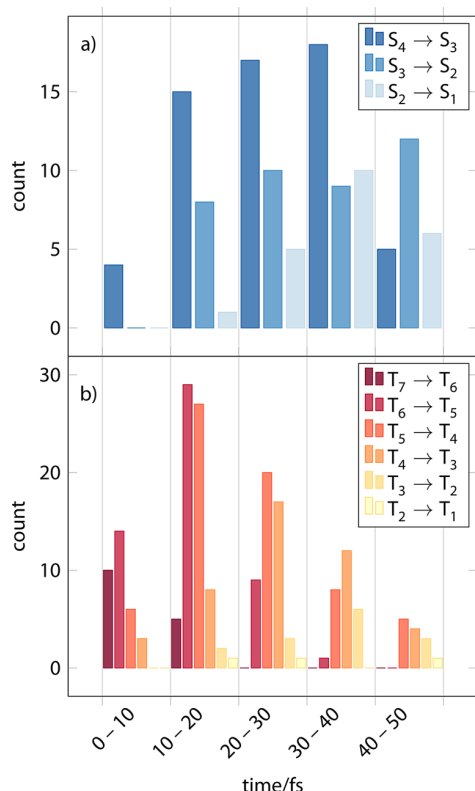 a)
S₄ → S₃
S₃ → S₂
S₂ → S₁
15
10
5
0
count
b)
T₇ → T₆
T₆ → T₅
T₅ → T₄
T₄ → T₃
T₃ → T₂
T₂ → T₁
30
20
10
0
count
0 – 10
10 – 20
20 – 30
30 – 40
40 – 50
time/fs